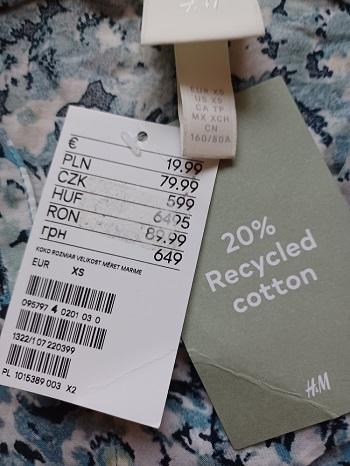 H&M
EUR XS
US XS
CA TP
MX XCH
CN
160/80A
€ 19.99
PLN 79.99
CZK 599
HUF 6495
RON 89.99
грн 649
KOKO ROZMIAR VELIKOST MÉRET MARIME
EUR XS
095797 4 0201 03 0
1322/107 220399
PL 1015389 003 X2
20%
Recycled
cotton
H&M